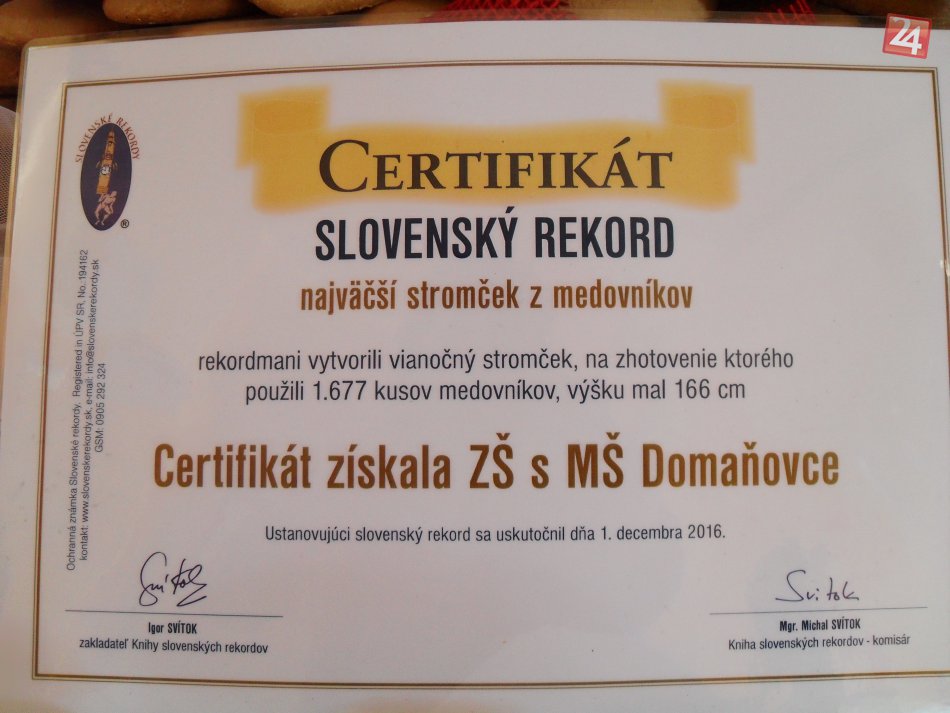 24
SLOVENSKÉ REKORDY
®
CERTIFIKÁT
SLOVENSKÝ REKORD
najväčší stromček z medovníkov
rekordmani vytvorili vianočný stromček, na zhotovenie ktorého
použili 1.677 kusov medovníkov, výšku mal 166 cm
Certifikát získala ZŠ s MŠ Domaňovce
Ustanovujúci slovenský rekord sa uskutočnil dňa 1. decembra 2016.
Svítok
Igor SVÍTOK
zakladateľ Knihy slovenských rekordov
Svitok
Mgr. Michal SVÍTOK
Kniha slovenských rekordov - komisár
Ochranná známka Slovenské rekordy, Registered in ÚPV SR, No. 194162
kontakt: www.slovenskerekordy.sk, e-mail: info@slovenskerekordy.sk
GSM: 0905 292 324